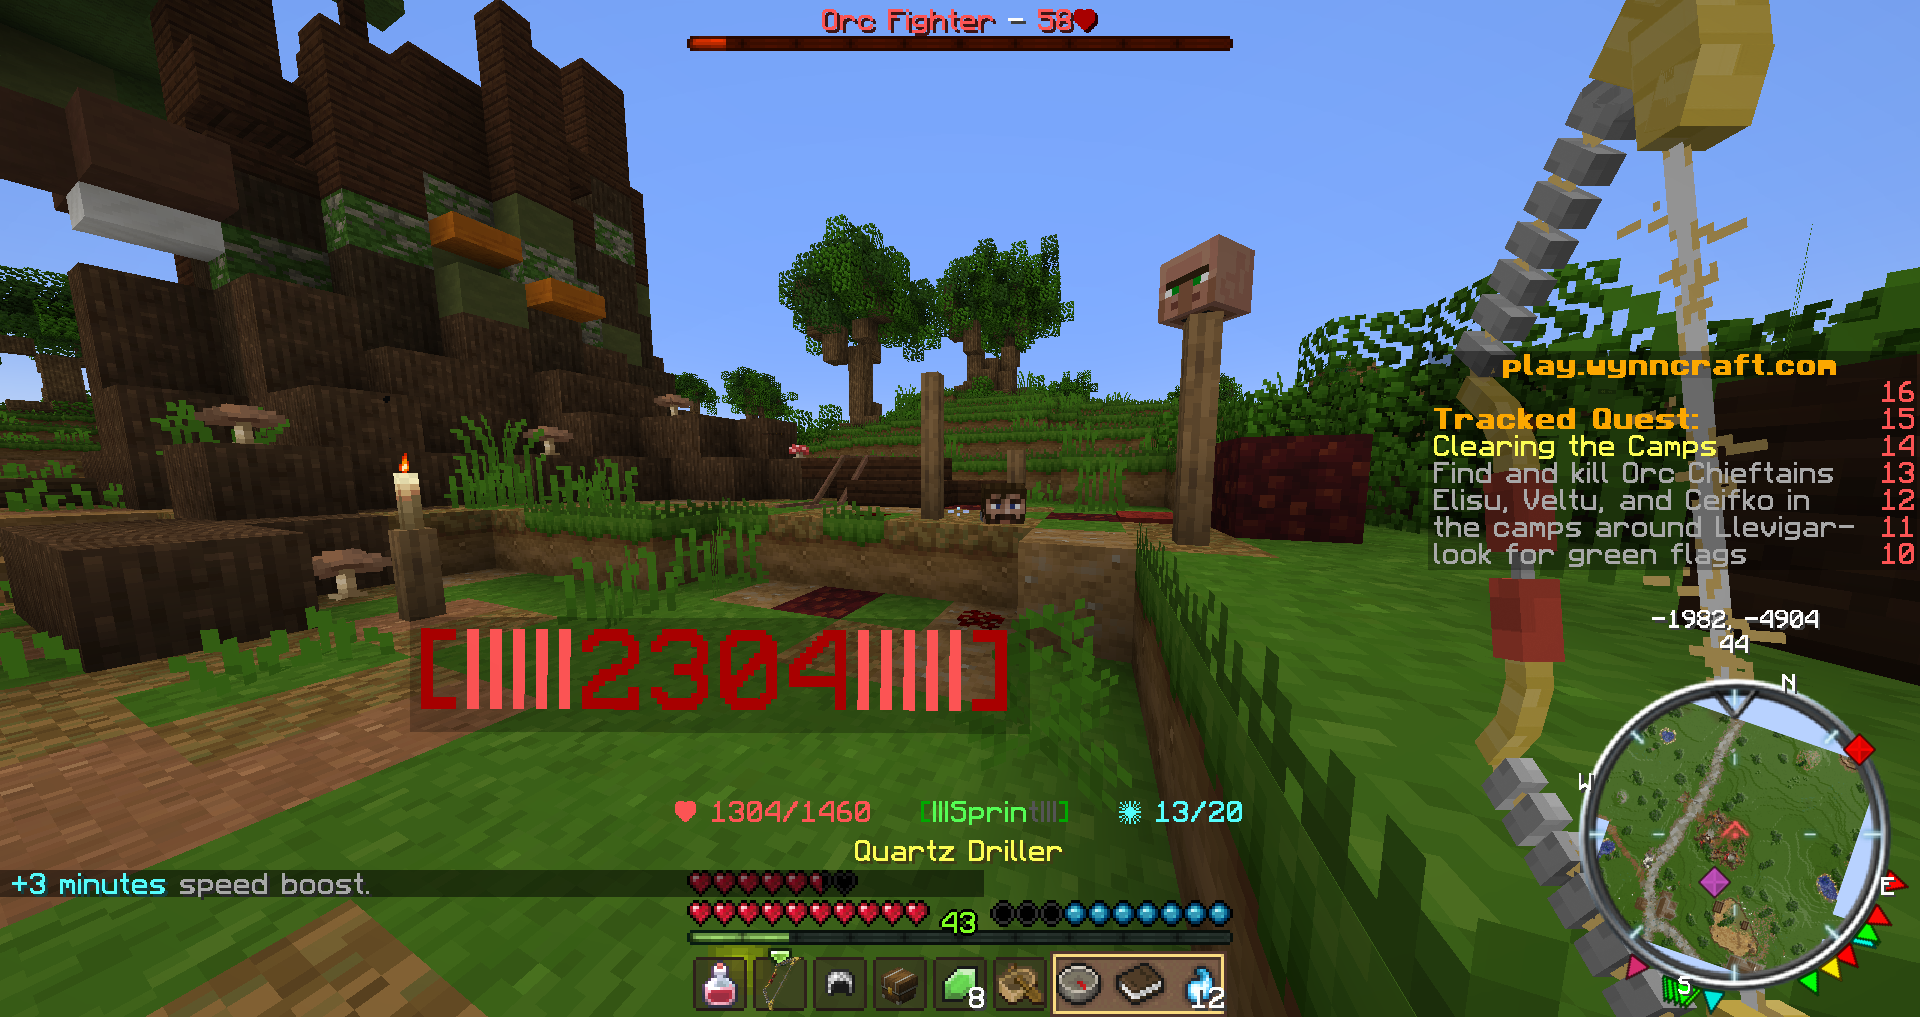 Orc Fighter - 58
play.wynncraft.com
16
Tracked Quest: 15
Clearing the Camps 14
Find and kill Orc Chieftains 13
Elisu, Veltu, and Ceifko in 12
the camps around Llevigar- 11
look for green flags 10
-1982, -4904
44
N
[|||||2304|||||]
W
1304/1460 [|||Sprint|||] 13/20
Quartz Driller
+3 minutes speed boost.
E
43
8
12
S